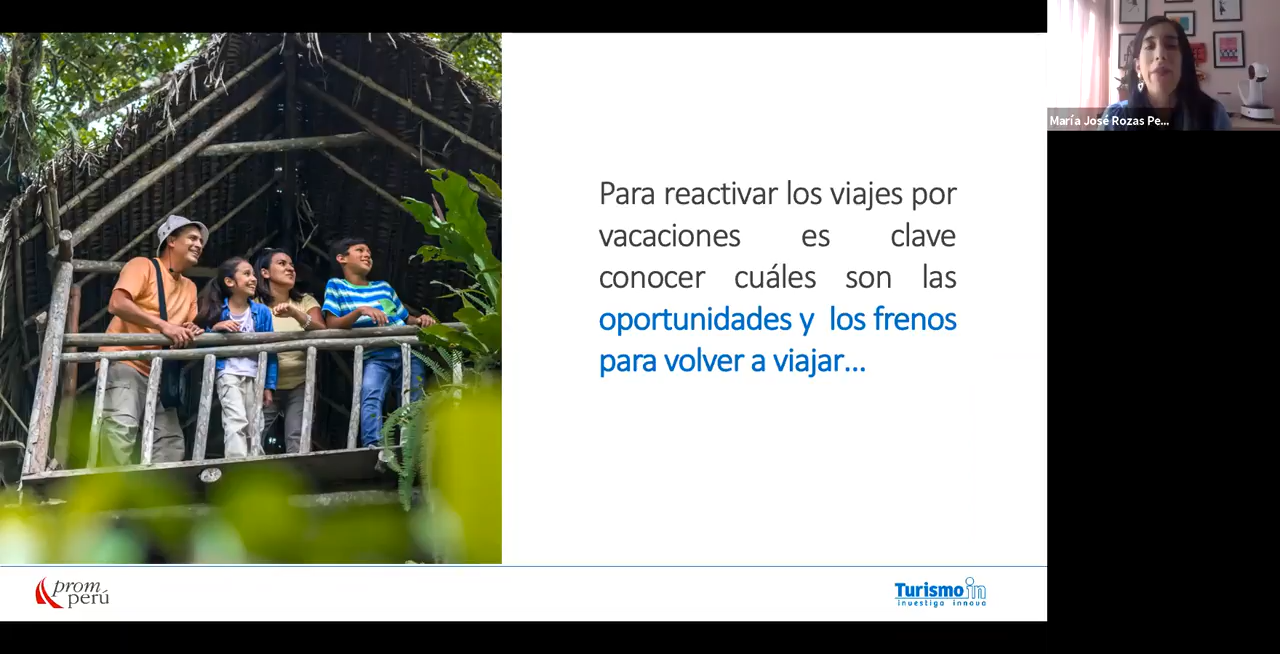 María José Rozas Pe...
Para reactivar los viajes por
vacaciones es clave
conocer cuáles son las
oportunidades y los frenos
para volver a viajar...
prom
perú
Turismo in
investiga innova